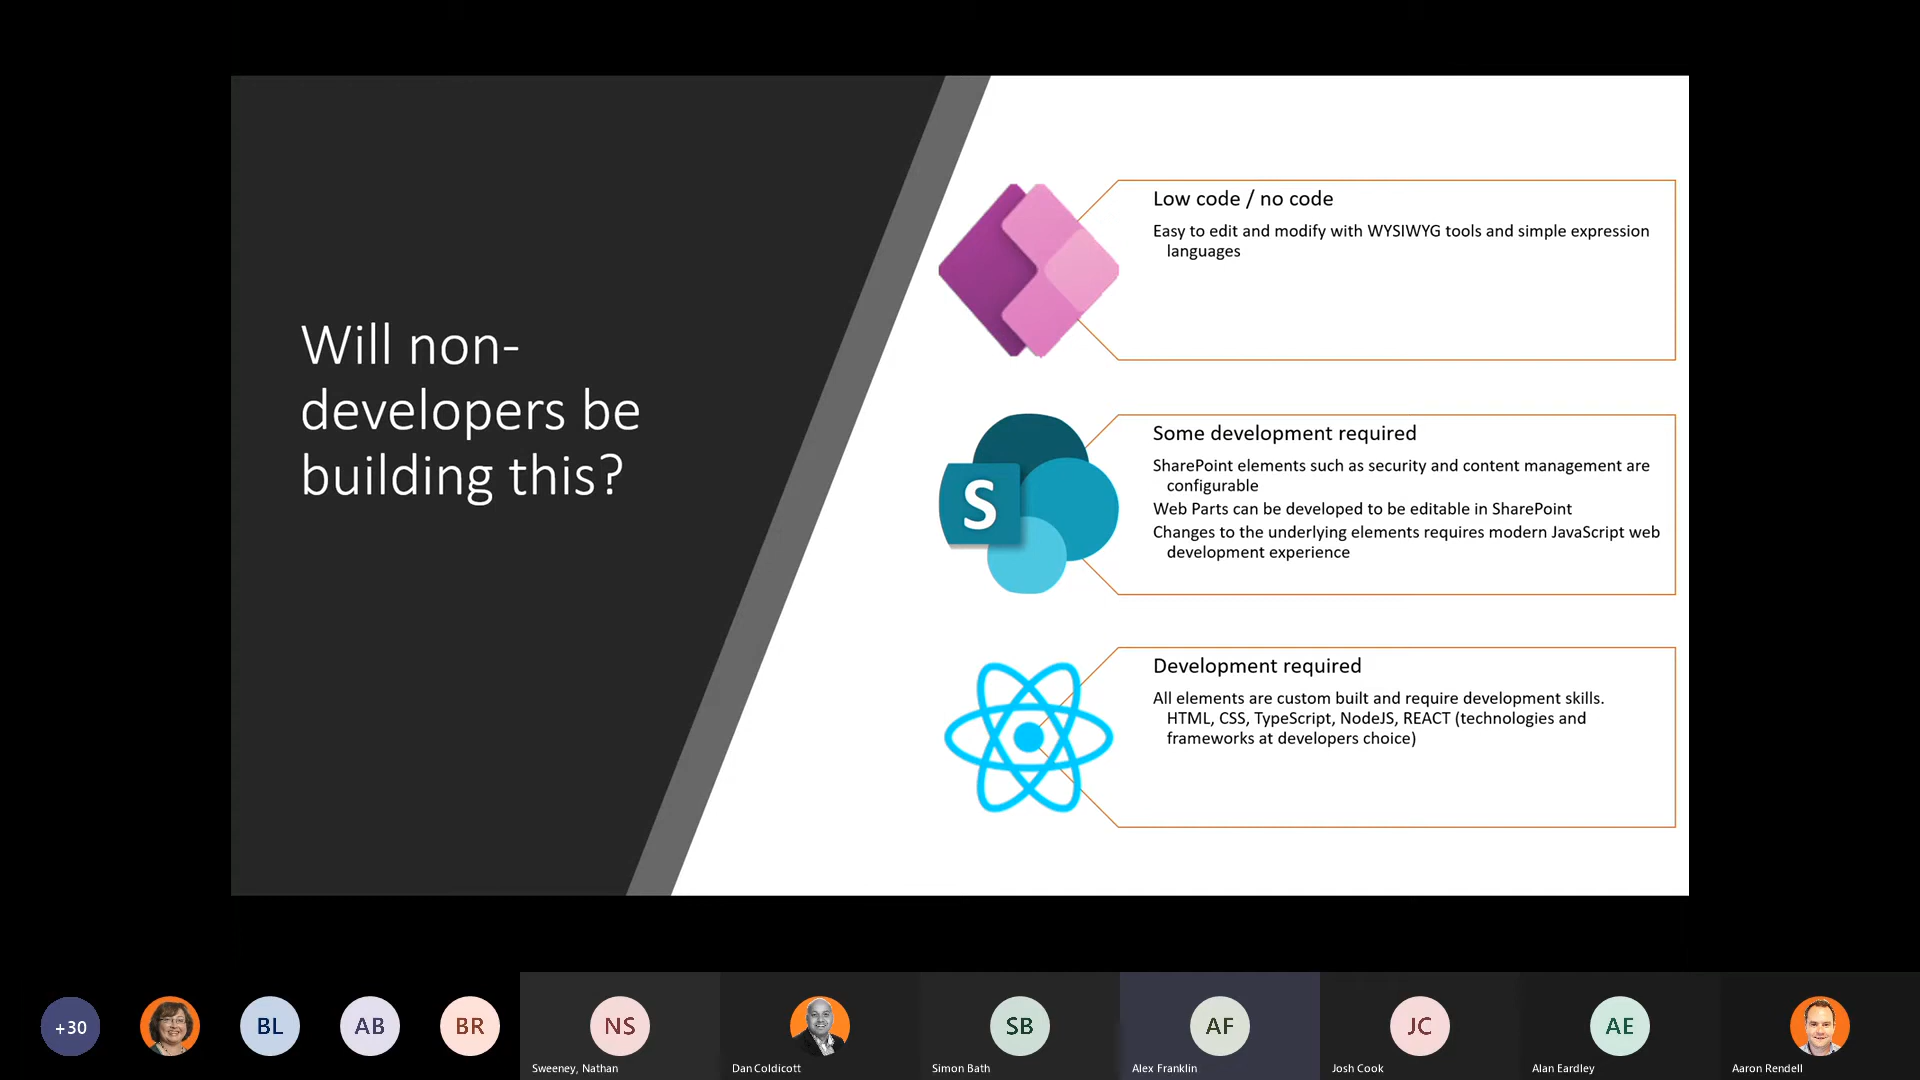 Will non-
developers be
building this?
Low code / no code
Easy to edit and modify with WYSIWYG tools and simple expression
languages
S
Some development required
SharePoint elements such as security and content management are
configurable
Web Parts can be developed to be editable in SharePoint
Changes to the underlying elements requires modern JavaScript web
development experience
Development required
All elements are custom built and require development skills.
HTML, CSS, TypeScript, NodeJS, REACT (technologies and
frameworks at developers choice)
+30
BL
AB
BR
NS
SB
AF
JC
AE
Sweeney, Nathan
Dan Coldicott
Simon Bath
Alex Franklin
Josh Cook
Alan Eardley
Aaron Rendell